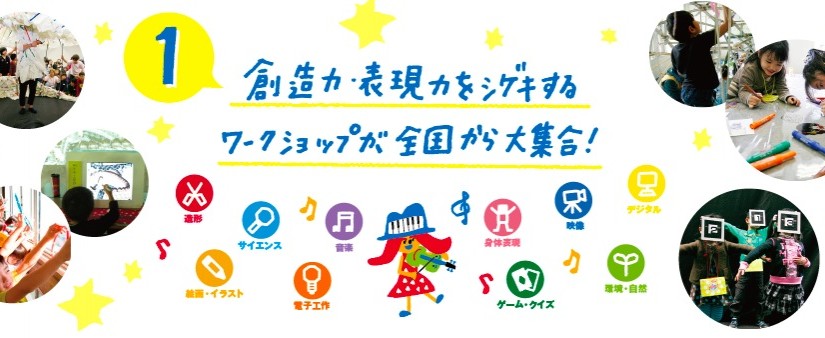 1
創造力・表現力をシゲキする
ワークショップが全国から大集合!
造形
サイエンス
音楽
身体表現
映像
デジタル
絵画・イラスト
電子工作
ゲーム・クイズ
環境・自然